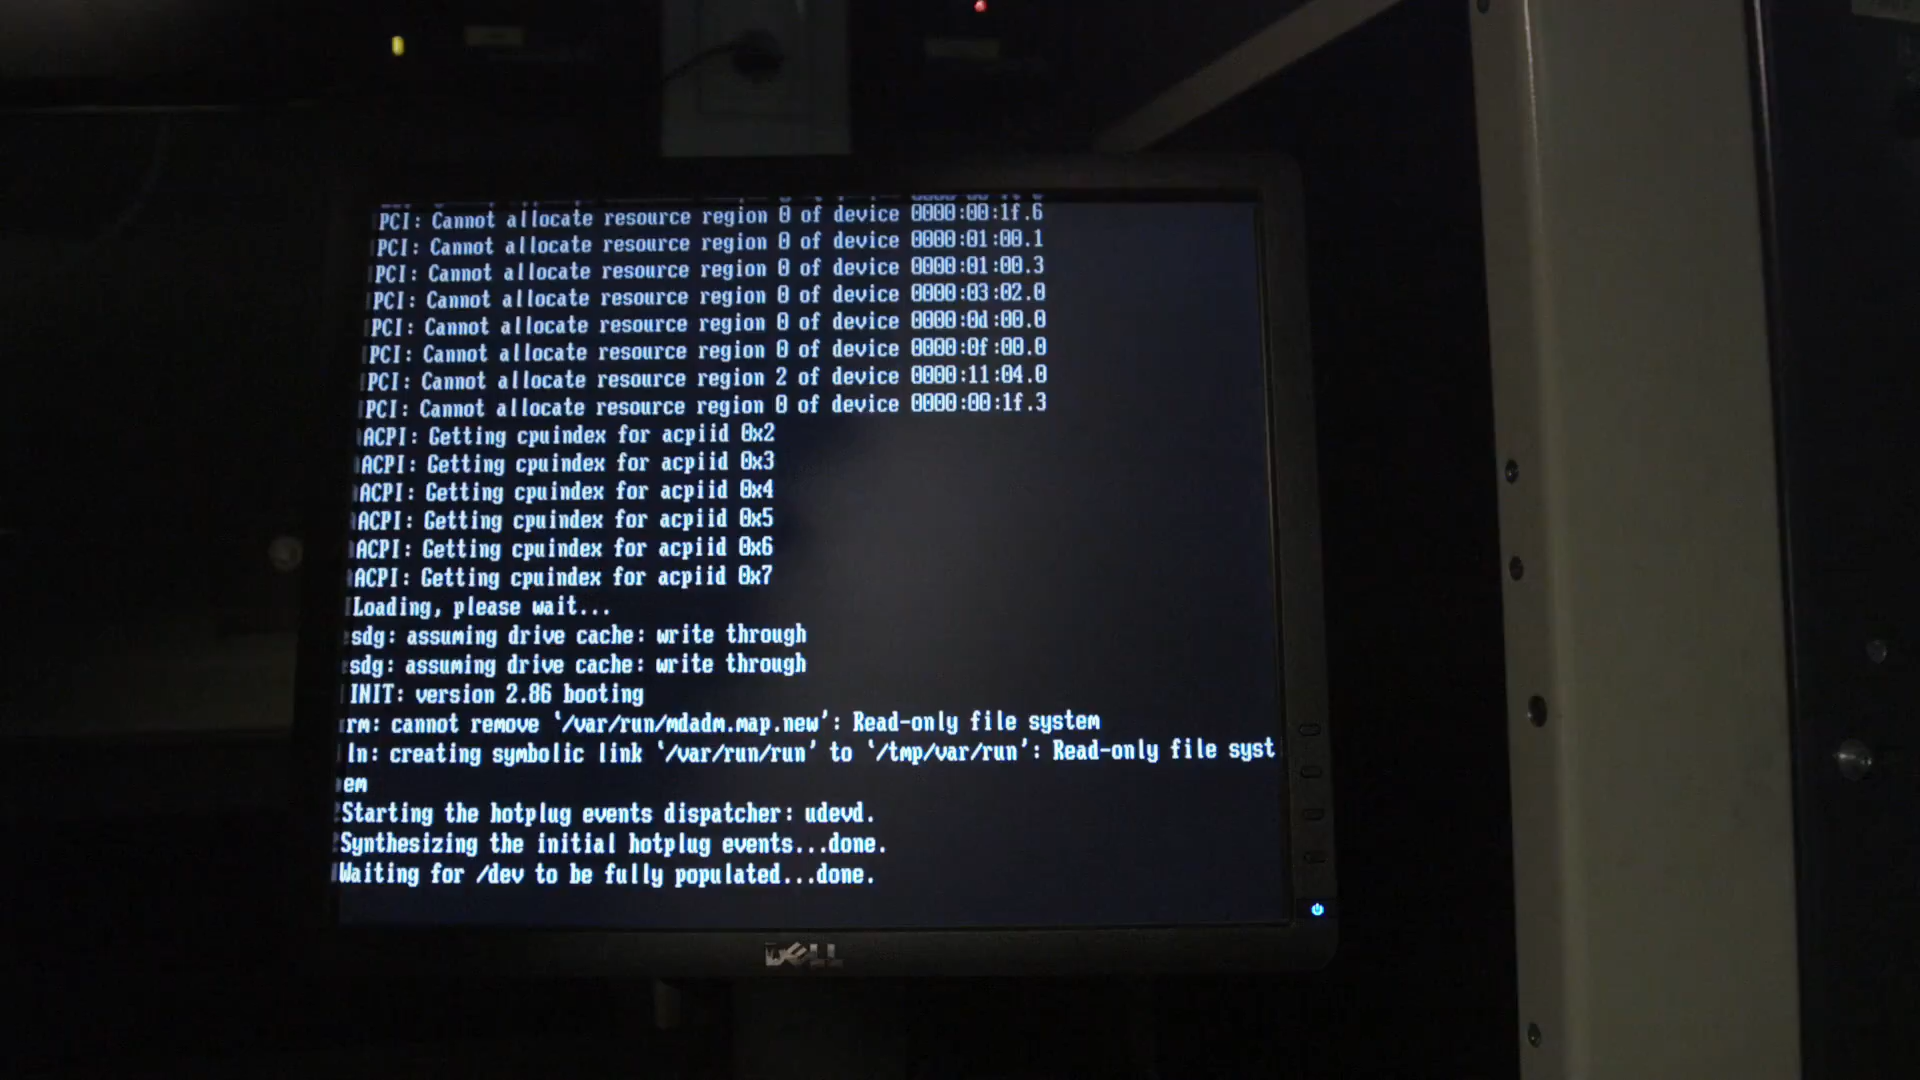 PCI: Cannot allocate resource region 0 of device 0000:00:1f.6
PCI: Cannot allocate resource region 0 of device 0000:01:00.1
PCI: Cannot allocate resource region 0 of device 0000:01:00.3
PCI: Cannot allocate resource region 0 of device 0000:03:02.0
PCI: Cannot allocate resource region 0 of device 0000:0d:00.0
PCI: Cannot allocate resource region 0 of device 0000:0f:00.0
PCI: Cannot allocate resource region 2 of device 0000:11:04.0
PCI: Cannot allocate resource region 0 of device 0000:00:1f.3
ACPI: Getting cpuindex for acpiid 0x2
ACPI: Getting cpuindex for acpiid 0x3
ACPI: Getting cpuindex for acpiid 0x4
ACPI: Getting cpuindex for acpiid 0x5
ACPI: Getting cpuindex for acpiid 0x6
ACPI: Getting cpuindex for acpiid 0x7
Loading, please wait...
sdg: assuming drive cache: write through
sdg: assuming drive cache: write through
INIT: version 2.86 booting
rm: cannot remove `/var/run/mdadm.map.new': Read-only file system
ln: creating symbolic link `/var/run/run' to `/tmp/var/run': Read-only file syst
em
Starting the hotplug events dispatcher: udevd.
Synthesizing the initial hotplug events...done.
Waiting for /dev to be fully populated...done.
DELL